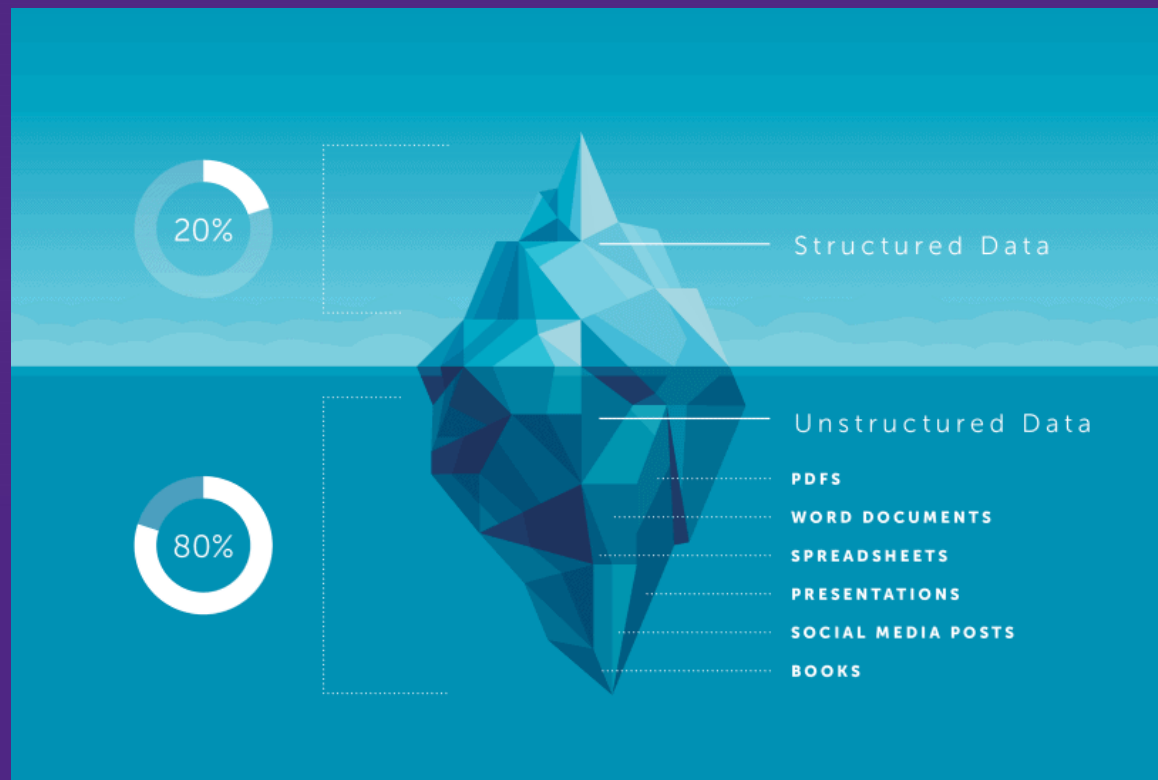 20%
Structured Data
Unstructured Data
PDFS
WORD DOCUMENTS
80%
SPREADSHEETS
PRESENTATIONS
SOCIAL MEDIA POSTS
BOOKS